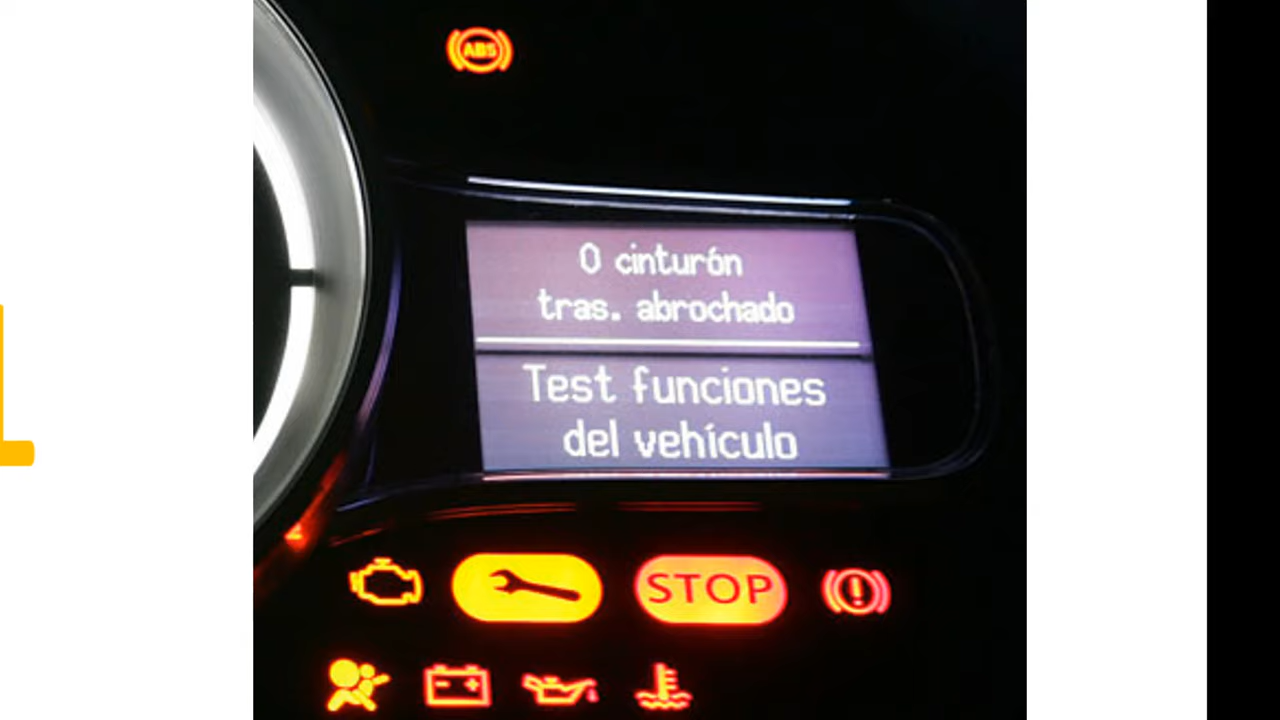 ABS
0 cinturón
tras. abrochado
Test funciones
del vehículo
STOP